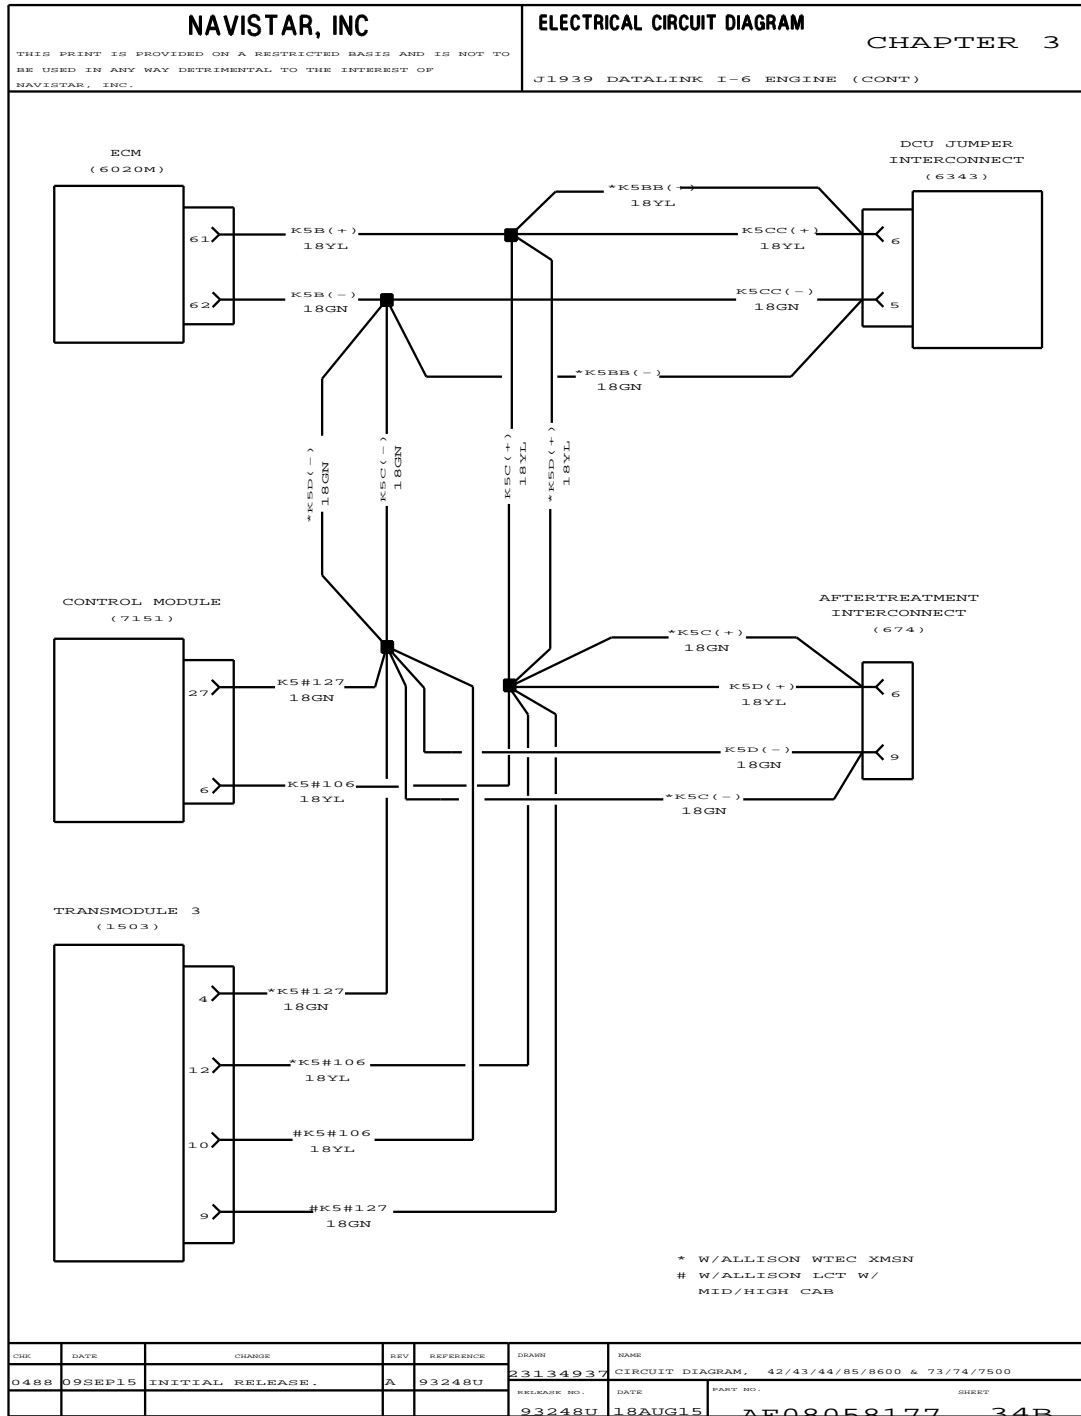 NAVISTAR, INC
THIS PRINT IS PROVIDED ON A RESTRICTED BASIS AND IS NOT TO
BE USED IN ANY WAY DETRIMENTAL TO THE INTEREST OF
NAVISTAR, INC.
ELECTRICAL CIRCUIT DIAGRAM
CHAPTER 3
J1939 DATALINK I-6 ENGINE (CONT)
ECM
(6020M)
61
62
K5B(+)
18YL
K5B(-)
18GN
*K5BB(+)
18YL
K5CC(+)
18YL
K5CC(-)
18GN
*K5BB(-)
18GN
DCU JUMPER
INTERCONNECT
(6343)
6
5
*K5D(-)
18GN
K5C(-)
18GN
K5C(+)
18YL
*K5D(+)
18YL
CONTROL MODULE
(7151)
27
6
K5#127
18GN
K5#106
18YL
AFTERTREATMENT
INTERCONNECT
(674)
6
9
*K5C(+)
18GN
K5D(+)
18YL
K5D(-)
18GN
*K5C(-)
18GN
TRANSMODULE 3
(1503)
4
12
10
9
*K5#127
18GN
*K5#106
18YL
#K5#106
18YL
#K5#127
18GN
* W/ALLISON WTEC XMSN
# W/ALLISON LCT W/
MID/HIGH CAB
CHK DATE CHANGE REV REFERENCE
0488 09SEP15 INITIAL RELEASE. A 93248U
DRAWN
23134937
NAME
CIRCUIT DIAGRAM, 42/43/44/85/8600 & 73/74/7500
RELEASE NO.
93248U
DATE
18AUG15
PART NO.
AF08058177
SHEET
34B